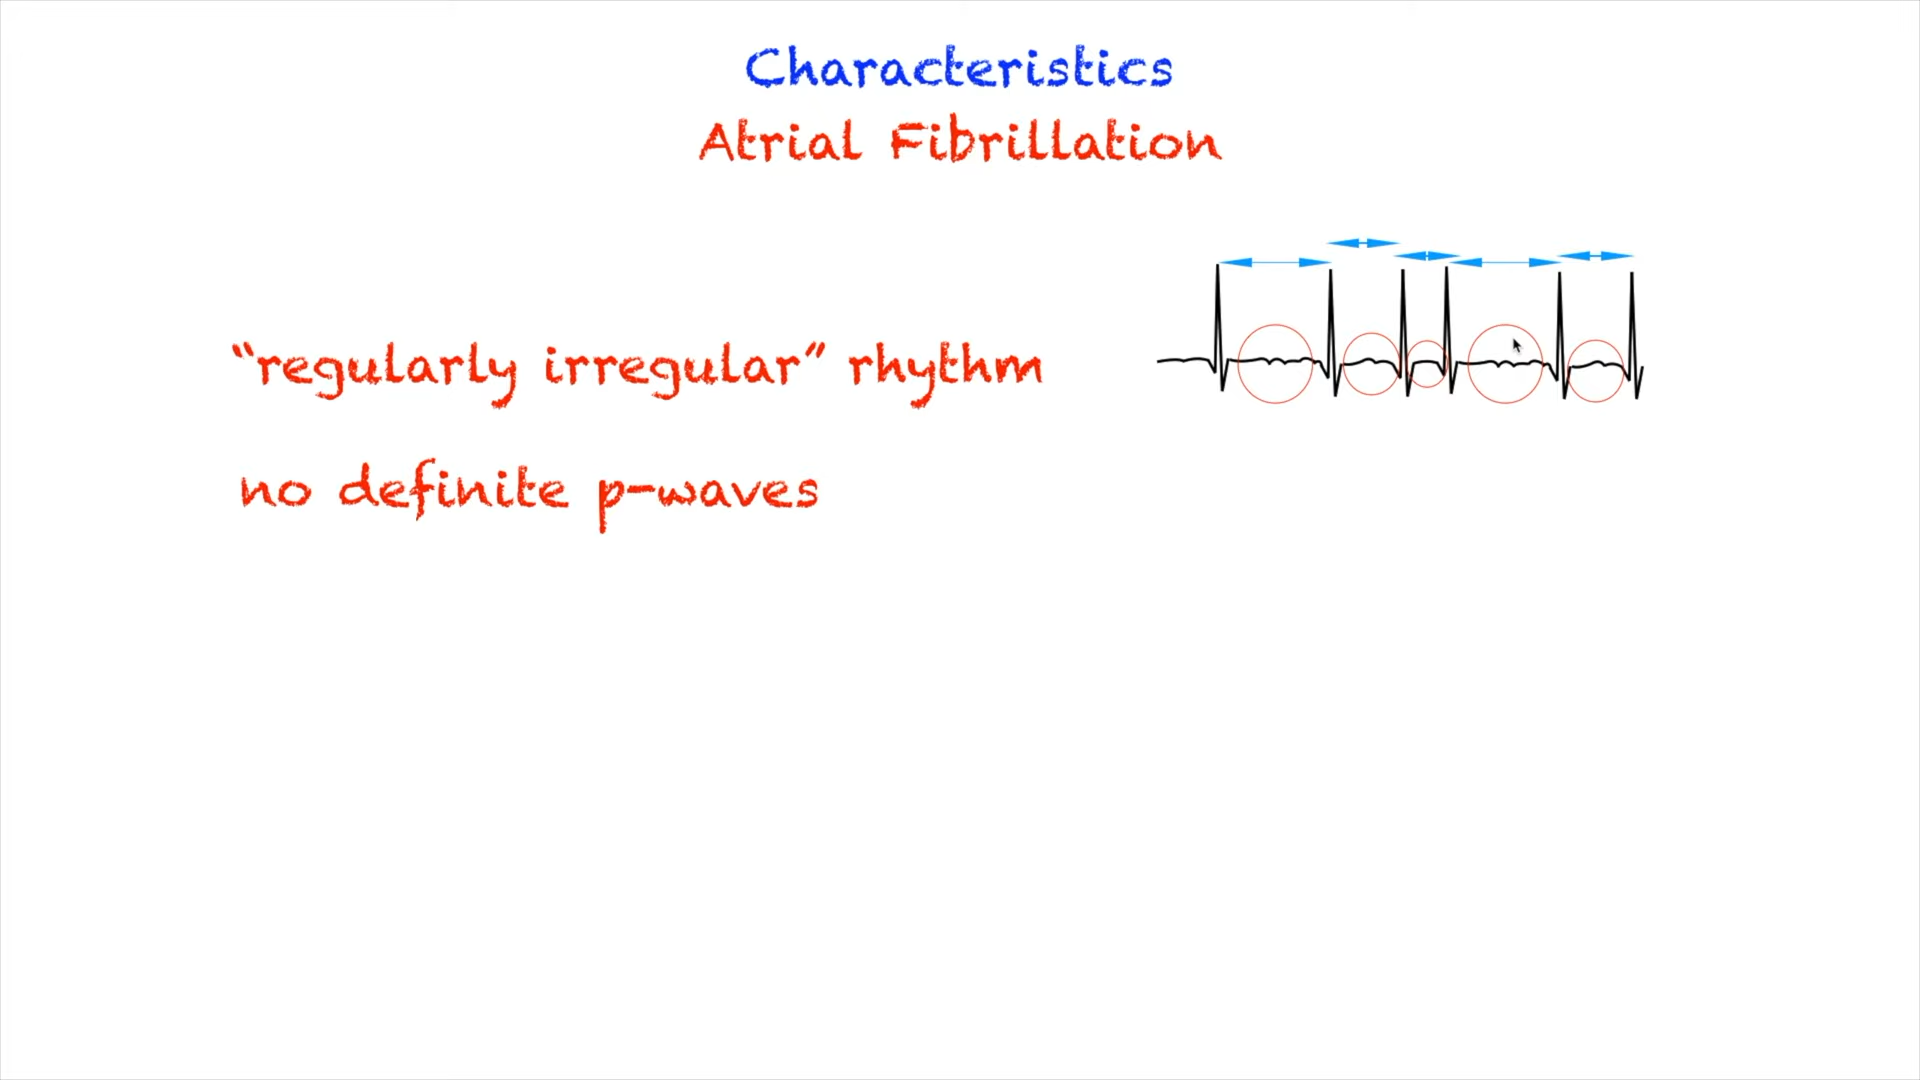 Characteristics
Atrial Fibrillation
“regularly irregular” rhythm
no definite p-waves